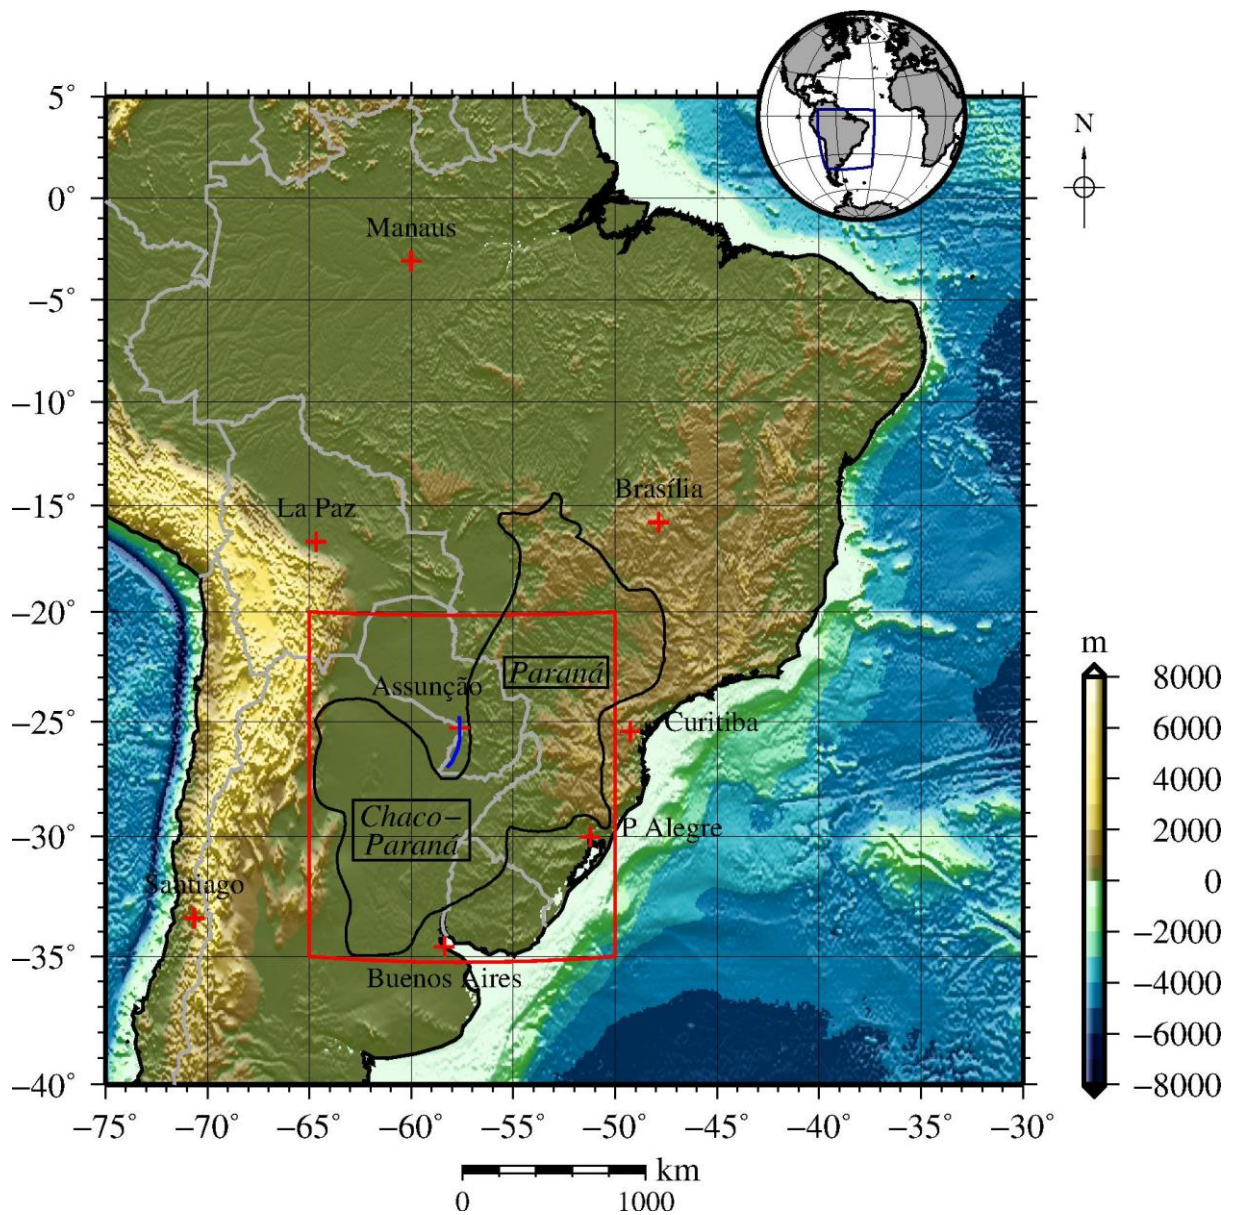 N
5°
0°
−5°
−10°
−15°
−20°
−25°
−30°
−35°
−40°
Manaus
Brasília
La Paz
Paraná
Assunção
Curitiba
Chaco−
Paraná
P Alegre
Santiago
Buenos Aires
m
8000
6000
4000
2000
0
−2000
−4000
−6000
−8000
−75° −70° −65° −60° −55° −50° −45° −40° −35° −30°
km
0 1000